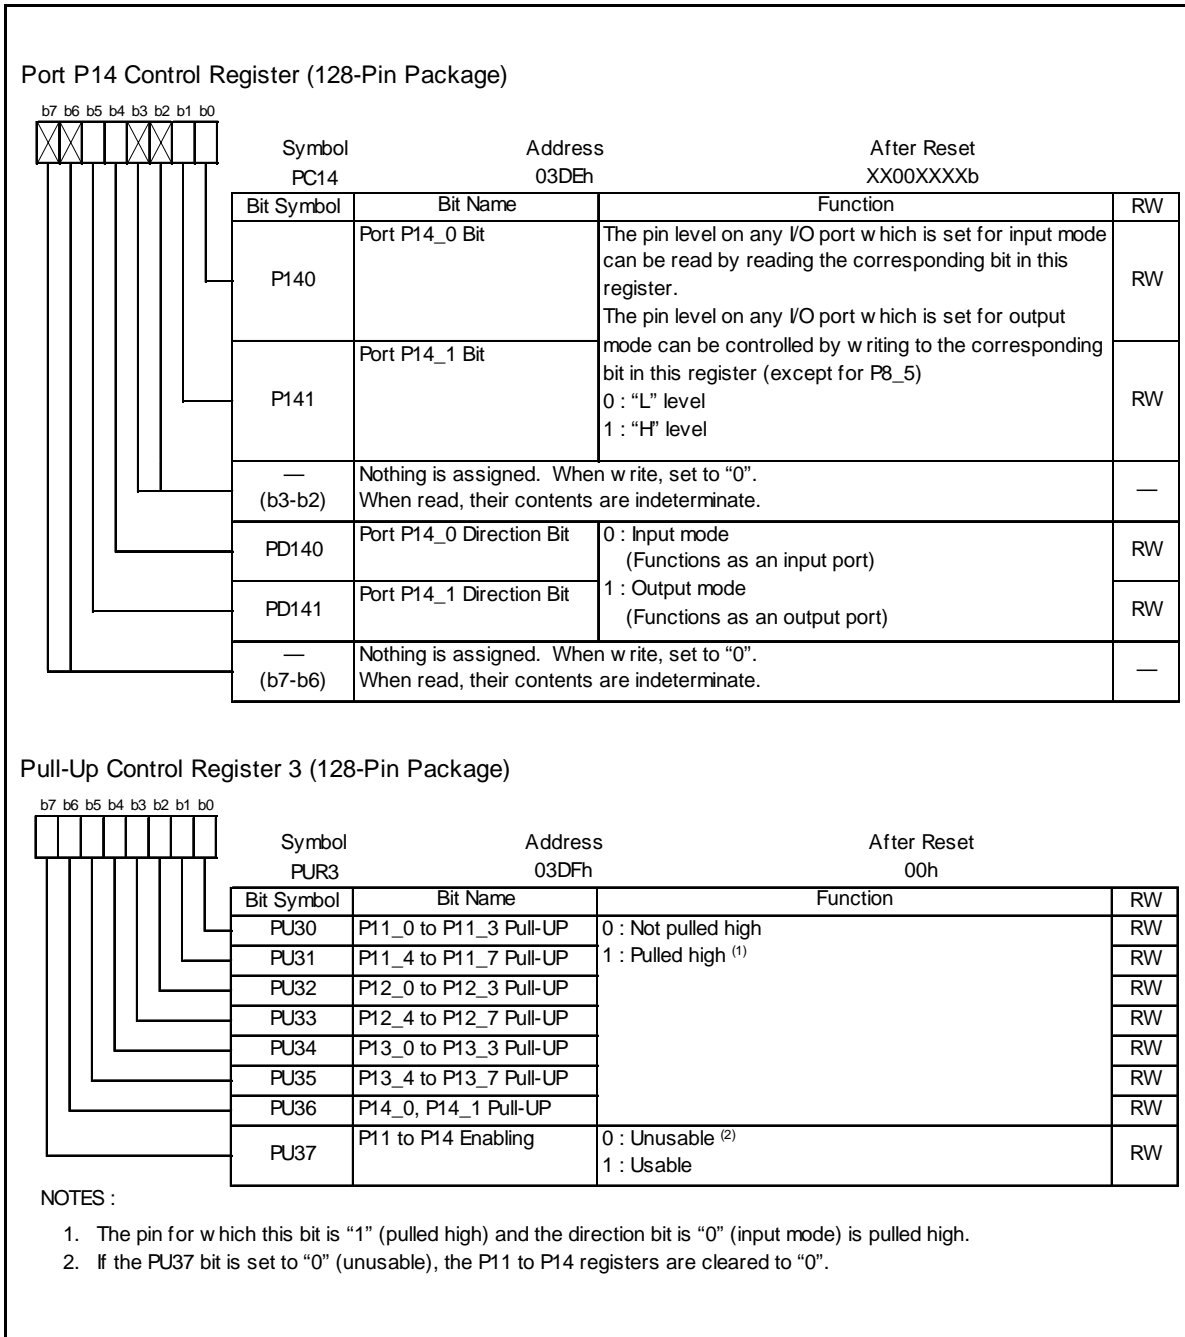 Port P14 Control Register (128-Pin Package)
b7 b6 b5 b4 b3 b2 b1 b0
Symbol Address After Reset
PC14 03DEh XX00XXXXb
Bit Symbol Bit Name Function RW
P140 Port P14_0 Bit The pin level on any I/O port which is set for input mode RW
can be read by reading the corresponding bit in this
register.
The pin level on any I/O port which is set for output
P141 Port P14_1 Bit mode can be controlled by writing to the corresponding RW
bit in this register (except for P8_5)
0 : “L” level
1 : “H” level
— Nothing is assigned. When write, set to “0”. —
(b3-b2) When read, their contents are indeterminate.
PD140 Port P14_0 Direction Bit 0 : Input mode RW
(Functions as an input port)
PD141 Port P14_1 Direction Bit 1 : Output mode RW
(Functions as an output port)
— Nothing is assigned. When write, set to “0”. —
(b7-b6) When read, their contents are indeterminate.
Pull-Up Control Register 3 (128-Pin Package)
b7 b6 b5 b4 b3 b2 b1 b0
Symbol Address After Reset
PUR3 03DFh 00h
Bit Symbol Bit Name Function RW
PU30 P11_0 to P11_3 Pull-UP 0 : Not pulled high RW
PU31 P11_4 to P11_7 Pull-UP 1 : Pulled high (1) RW
PU32 P12_0 to P12_3 Pull-UP RW
PU33 P12_4 to P12_7 Pull-UP RW
PU34 P13_0 to P13_3 Pull-UP RW
PU35 P13_4 to P13_7 Pull-UP RW
PU36 P14_0, P14_1 Pull-UP RW
PU37 P11 to P14 Enabling 0 : Unusable (2) RW
1 : Usable
NOTES :
1. The pin for which this bit is “1” (pulled high) and the direction bit is “0” (input mode) is pulled high.
2. If the PU37 bit is set to “0” (unusable), the P11 to P14 registers are cleared to “0”.